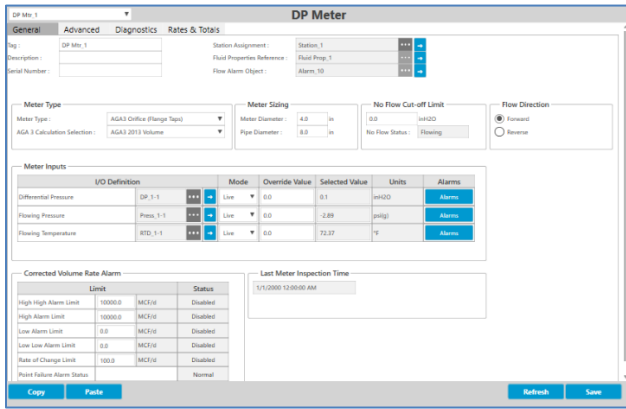 DP Mtr_1 ▼ DP Meter
General Advanced Diagnostics Rates & Totals
Tag : DP Mtr_1 Station Assignment : Station_1 ...
Description : Fluid Properties Reference : Fluid Prop_1 ...
Serial Number : Flow Alarm Object : Alarm_10 ...
Meter Type Meter Sizing No Flow Cut-off Limit Flow Direction
Meter Type : AGA3 Orifice (Flange Taps) ▼ Meter Diameter : 4.0 in 0.0 inH2O Forward
AGA 3 Calculation Selection : AGA3 2013 Volume ▼ Pipe Diameter : 8.0 in No Flow Status : Flowing Reverse
Meter Inputs
I/O Definition Mode Override Value Selected Value Units Alarms
Differential Pressure DP_1-1 ... Live ▼ 0.0 0.1 inH2O Alarms
Flowing Pressure Press_1-1 ... Live ▼ 0.0 -2.89 psi(g) Alarms
Flowing Temperature RTD_1-1 ... Live ▼ 0.0 72.37 °F Alarms
Corrected Volume Rate Alarm Last Meter Inspection Time
Limit Status 1/1/2000 12:00:00 AM
High High Alarm Limit 10000.0 MCF/d Disabled
High Alarm Limit 10000.0 MCF/d Disabled
Low Alarm Limit 0.0 MCF/d Disabled
Low Low Alarm Limit 0.0 MCF/d Disabled
Rate of Change Limit 100.0 MCF/d Disabled
Point Failure Alarm Status Normal
Copy Paste Refresh Save